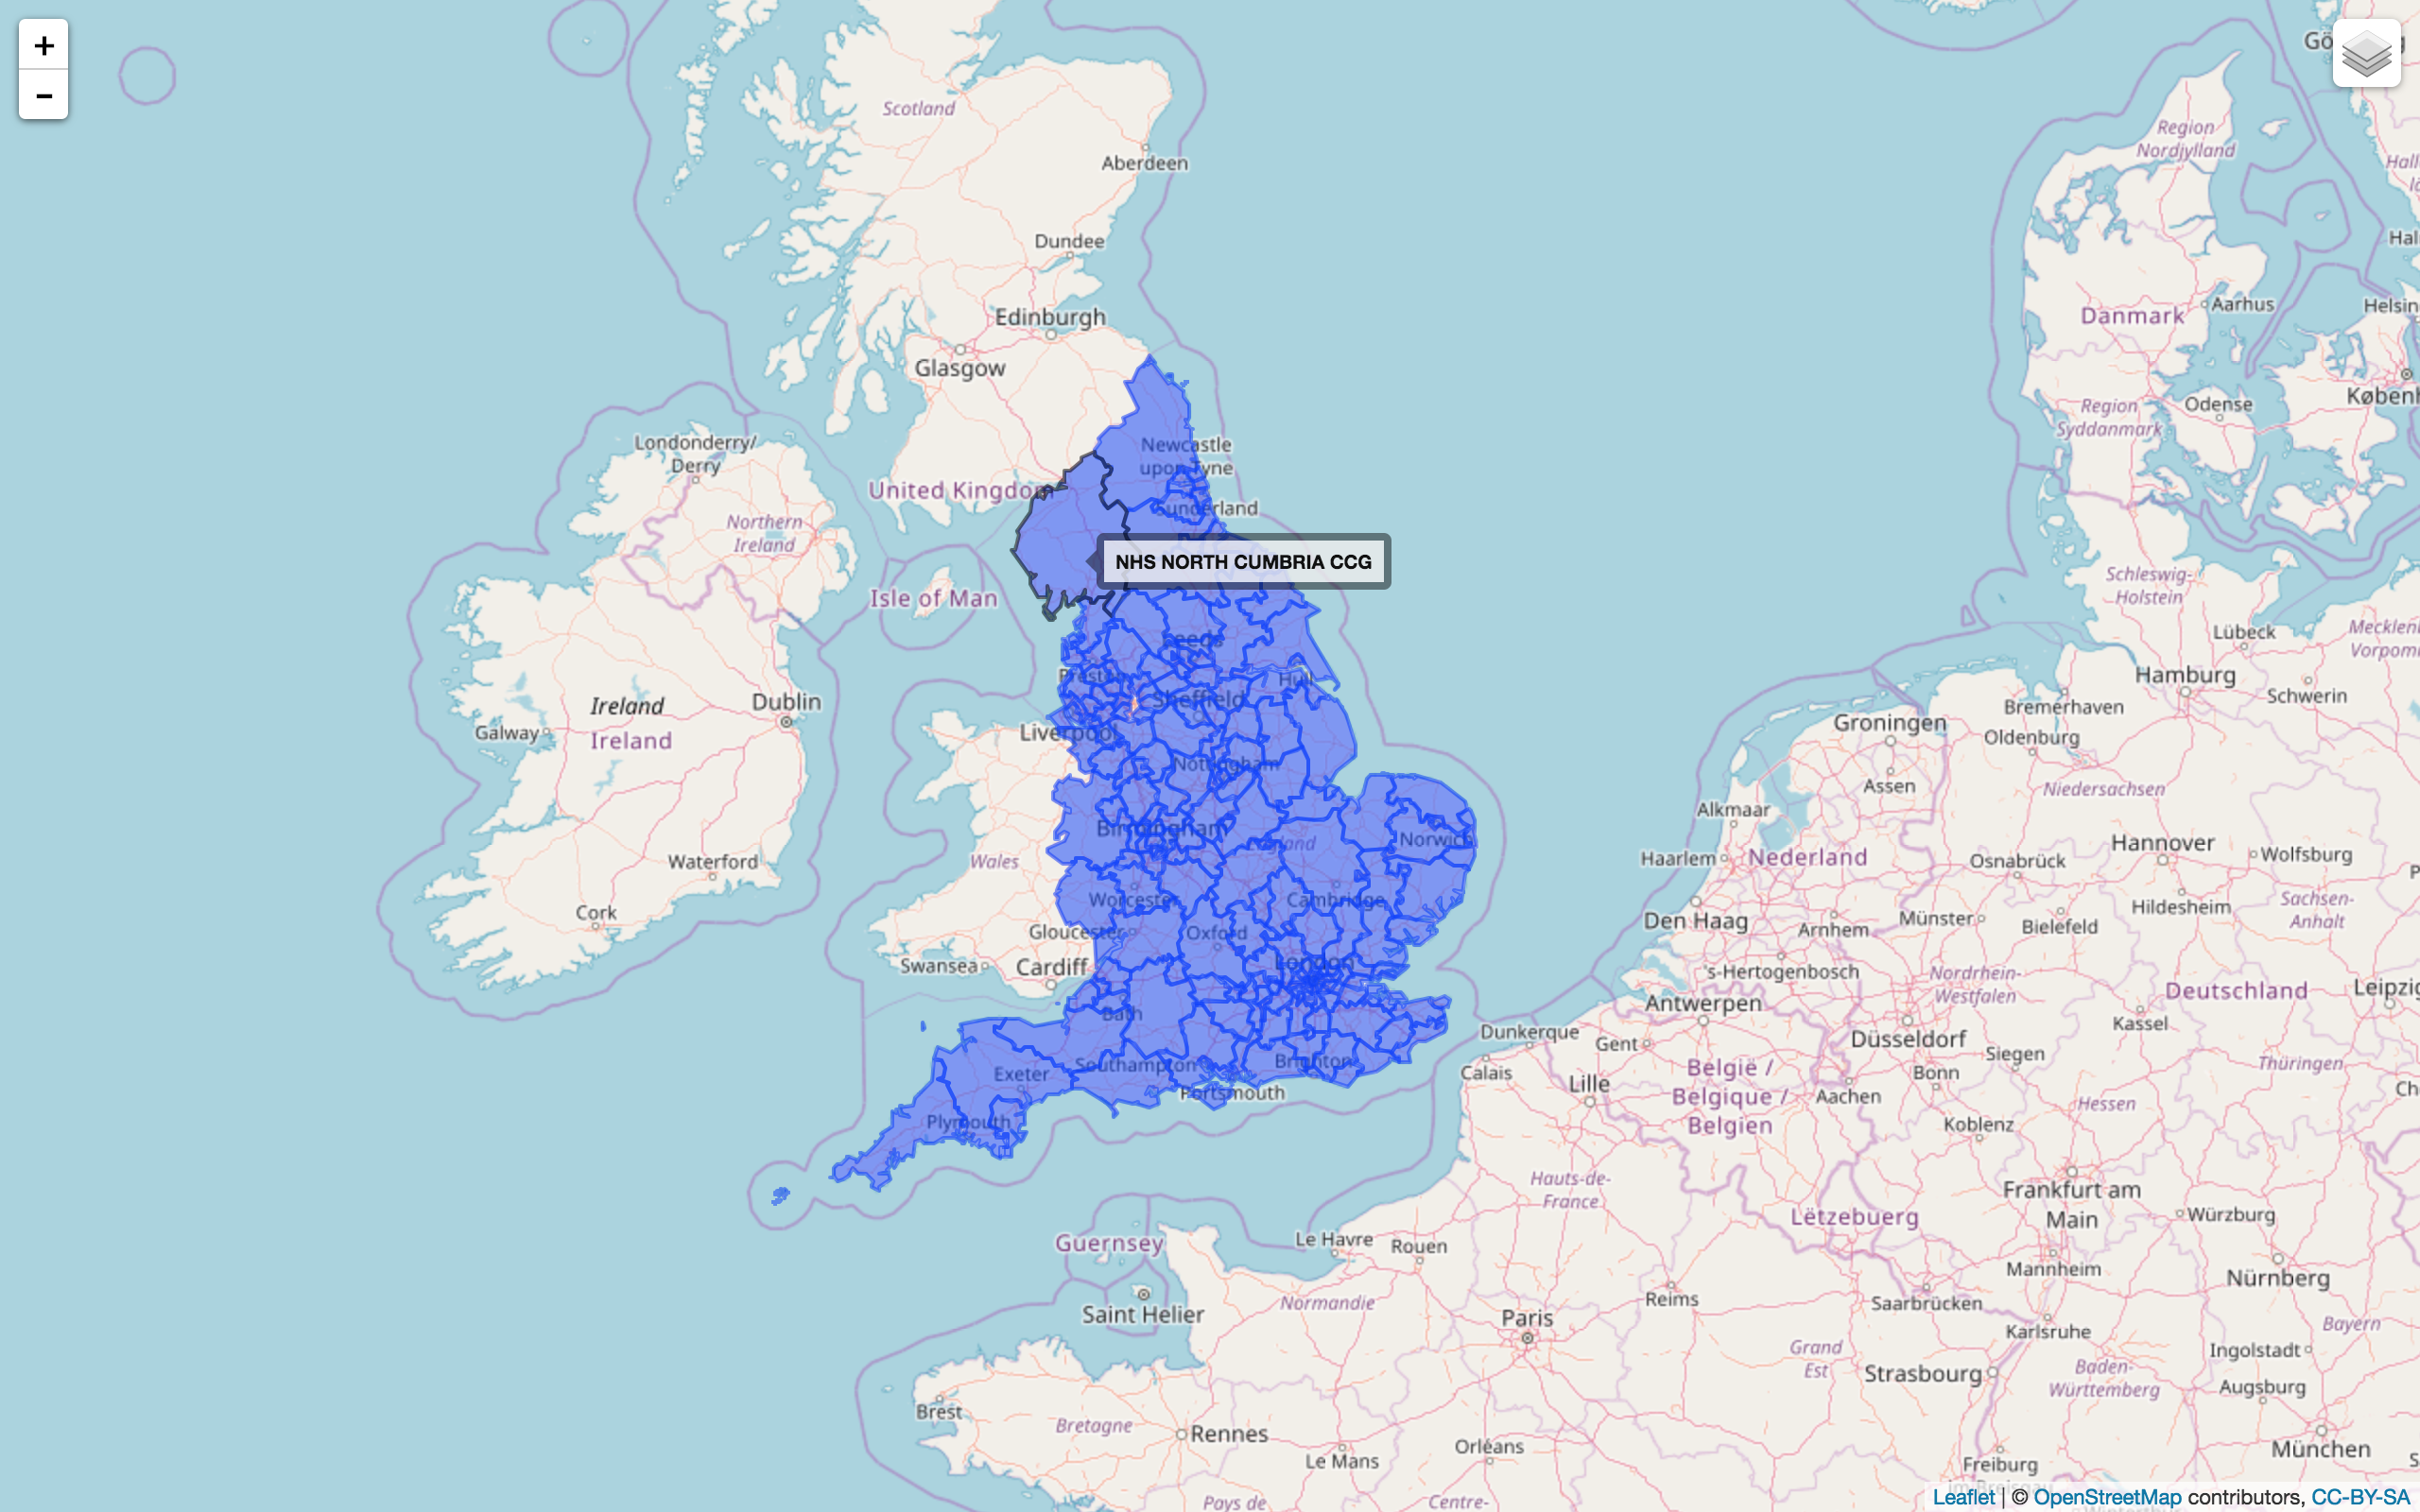 +
−
Scotland
Aberdeen
Dundee
Edinburgh
Glasgow
Londonderry/
Derry
Northern
Ireland
United Kingdom
Newcastle
upon Tyne
Sunderland
NHS NORTH CUMBRIA CCG
Isle of Man
Leeds
Preston
Hull
Sheffield
Liverpool
Nottingham
Ireland
Ireland
Dublin
Galway
Waterford
Cork
Birmingham
England
Norwich
Wales
Worcester
Cambridge
Gloucester
Oxford
London
Swansea
Cardiff
Bath
Southampton
Brighton
Exeter
Portsmouth
Plymouth
Guernsey
Saint Helier
Region
Nordjylland
Danmark
Aarhus
Helsin
Region
Syddanmark
Odense
Københ
Schleswig-
Holstein
Lübeck
Mecklen
Vorpom
Hamburg
Schwerin
Bremerhaven
Groningen
Oldenburg
Assen
Niedersachsen
Alkmaar
Haarlem
Nederland
Hannover
Osnabrück
Wolfsburg
Den Haag
Arnhem
Münster
Bielefeld
Hildesheim
Sachsen-
Anhalt
's-Hertogenbosch
Nordrhein-
Westfalen
Antwerpen
Deutschland
Leipzig
Dunkerque
Gent
Düsseldorf
Kassel
Calais
Lille
België /
Belgique /
Belgien
Siegen
Bonn
Aachen
Thüringen
Hessen
Koblenz
Hauts-de-
France
Lëtzebuerg
Frankfurt am
Main
Würzburg
Le Havre
Rouen
Mannheim
Nürnberg
Normandie
Reims
Saarbrücken
Paris
Karlsruhe
Bayern
Grand
Est
Strasbourg
Baden-
Württemberg
Ingolstadt
Augsburg
Brest
Bretagne
Rennes
Le Mans
Orléans
Freiburg
München
Pays de
Centre-
Leaflet | © OpenStreetMap contributors, CC-BY-SA